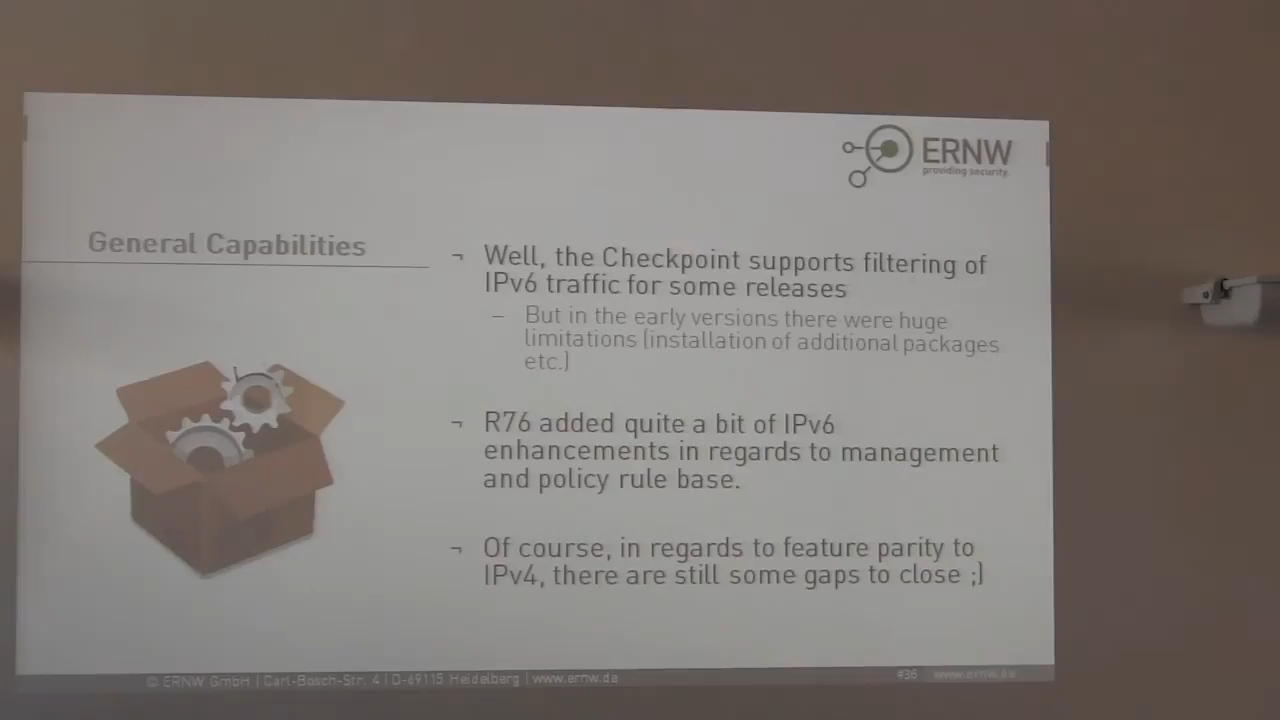 ERNW
providing security.
General Capabilities
¬ Well, the Checkpoint supports filtering of
IPv6 traffic for some releases
– But in the early versions there were huge
limitations (installation of additional packages
etc.)
¬ R76 added quite a bit of IPv6
enhancements in regards to management
and policy rule base.
¬ Of course, in regards to feature parity to
IPv4, there are still some gaps to close ;)
© ERNW GmbH | Carl-Bosch-Str. 4 | D-69115 Heidelberg | www.ernw.de
#36 www.ernw.de